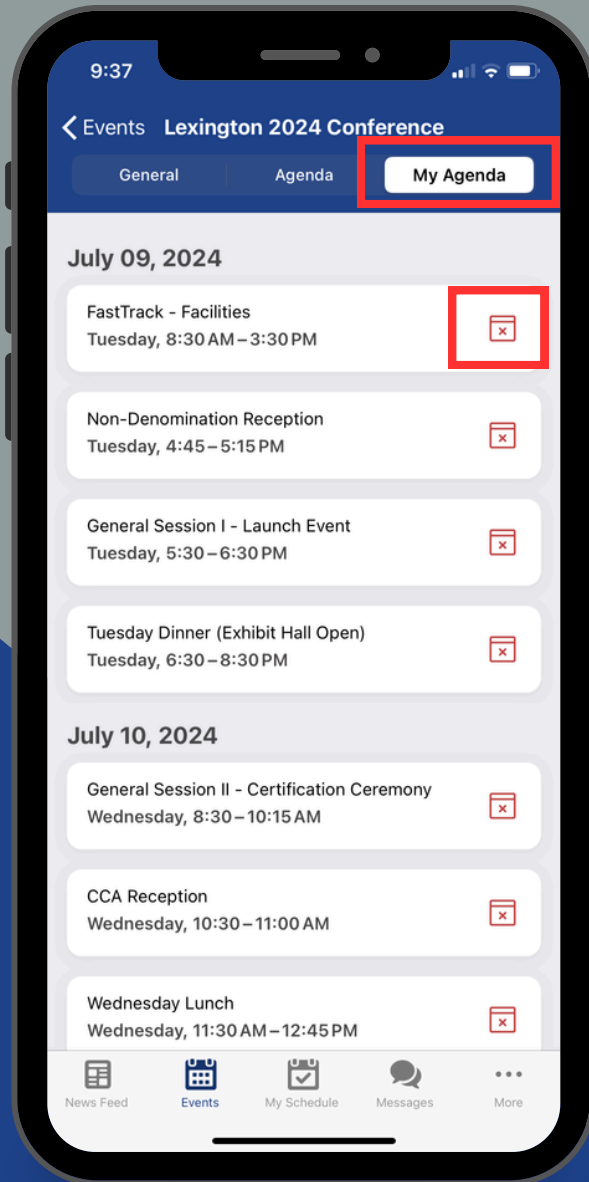 9:37
Events Lexington 2024 Conference
General Agenda My Agenda
July 09, 2024
FastTrack - Facilities
Tuesday, 8:30 AM – 3:30 PM
Non-Denomination Reception
Tuesday, 4:45 – 5:15 PM
General Session I - Launch Event
Tuesday, 5:30 – 6:30 PM
Tuesday Dinner (Exhibit Hall Open)
Tuesday, 6:30 – 8:30 PM
July 10, 2024
General Session II - Certification Ceremony
Wednesday, 8:30 – 10:15 AM
CCA Reception
Wednesday, 10:30 – 11:00 AM
Wednesday Lunch
Wednesday, 11:30 AM – 12:45 PM
News Feed Events My Schedule Messages More